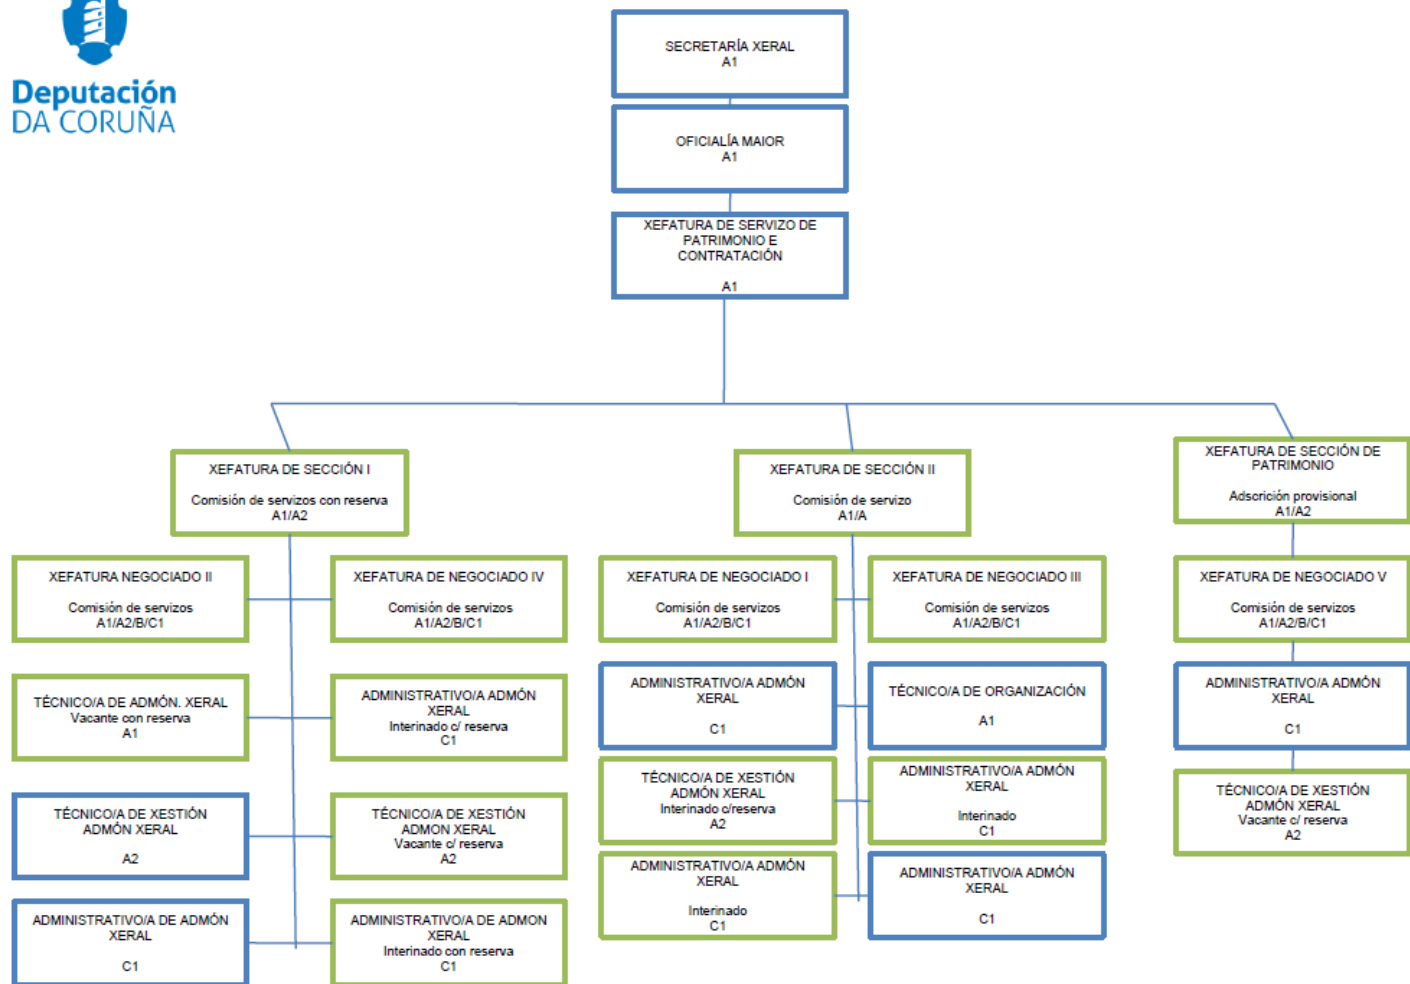 Deputación
DA CORUÑA
SECRETARÍA XERAL
A1
OFICIALÍA MAIOR
A1
XEFATURA DE SERVIZO DE
PATRIMONIO E
CONTRATACIÓN
A1
XEFATURA DE SECCIÓN I
Comisión de servizos con reserva
A1/A2
XEFATURA DE SECCIÓN II
Comisión de servizo
A1/A
XEFATURA DE SECCIÓN DE
PATRIMONIO
Adscrición provisional
A1/A2
XEFATURA NEGOCIADO II
Comisión de servizos
A1/A2/B/C1
XEFATURA DE NEGOCIADO IV
Comisión de servizos
A1/A2/B/C1
XEFATURA DE NEGOCIADO I
Comisión de servizos
A1/A2/B/C1
XEFATURA DE NEGOCIADO III
Comisión de servizos
A1/A2/B/C1
XEFATURA DE NEGOCIADO V
Comisión de servizos
A1/A2/B/C1
TÉCNICO/A DE ADMÓN. XERAL
Vacante con reserva
A1
ADMINISTRATIVO/A ADMÓN
XERAL
Interinado c/ reserva
C1
ADMINISTRATIVO/A ADMÓN
XERAL
C1
TÉCNICO/A DE ORGANIZACIÓN
A1
ADMINISTRATIVO/A ADMÓN
XERAL
C1
TÉCNICO/A DE XESTIÓN
ADMÓN XERAL
A2
TÉCNICO/A DE XESTIÓN
ADMON XERAL
Vacante c/ reserva
A2
TÉCNICO/A DE XESTIÓN
ADMÓN XERAL
Interinado c/reserva
A2
ADMINISTRATIVO/A ADMÓN
XERAL
Interinado
C1
TÉCNICO/A DE XESTIÓN
ADMÓN XERAL
Vacante c/ reserva
A2
ADMINISTRATIVO/A DE ADMÓN
XERAL
C1
ADMINISTRATIVO/A DE ADMON
XERAL
Interinado con reserva
C1
ADMINISTRATIVO/A ADMÓN
XERAL
Interinado
C1
ADMINISTRATIVO/A ADMÓN
XERAL
C1